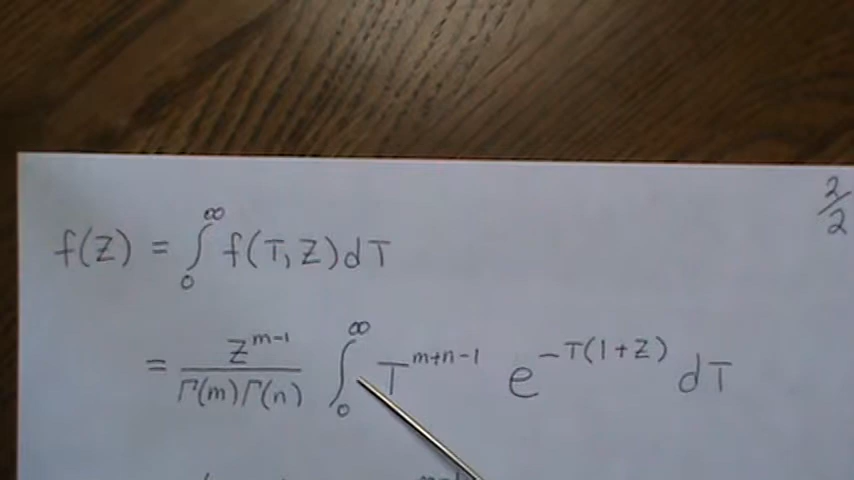 2/2
f(Z) = ∫₀^∞ f(T, Z) dT
= Z^{m-1} / Γ(m)Γ(n) ∫₀^∞ T^{m+n-1} e^{-T(1+Z)} dT